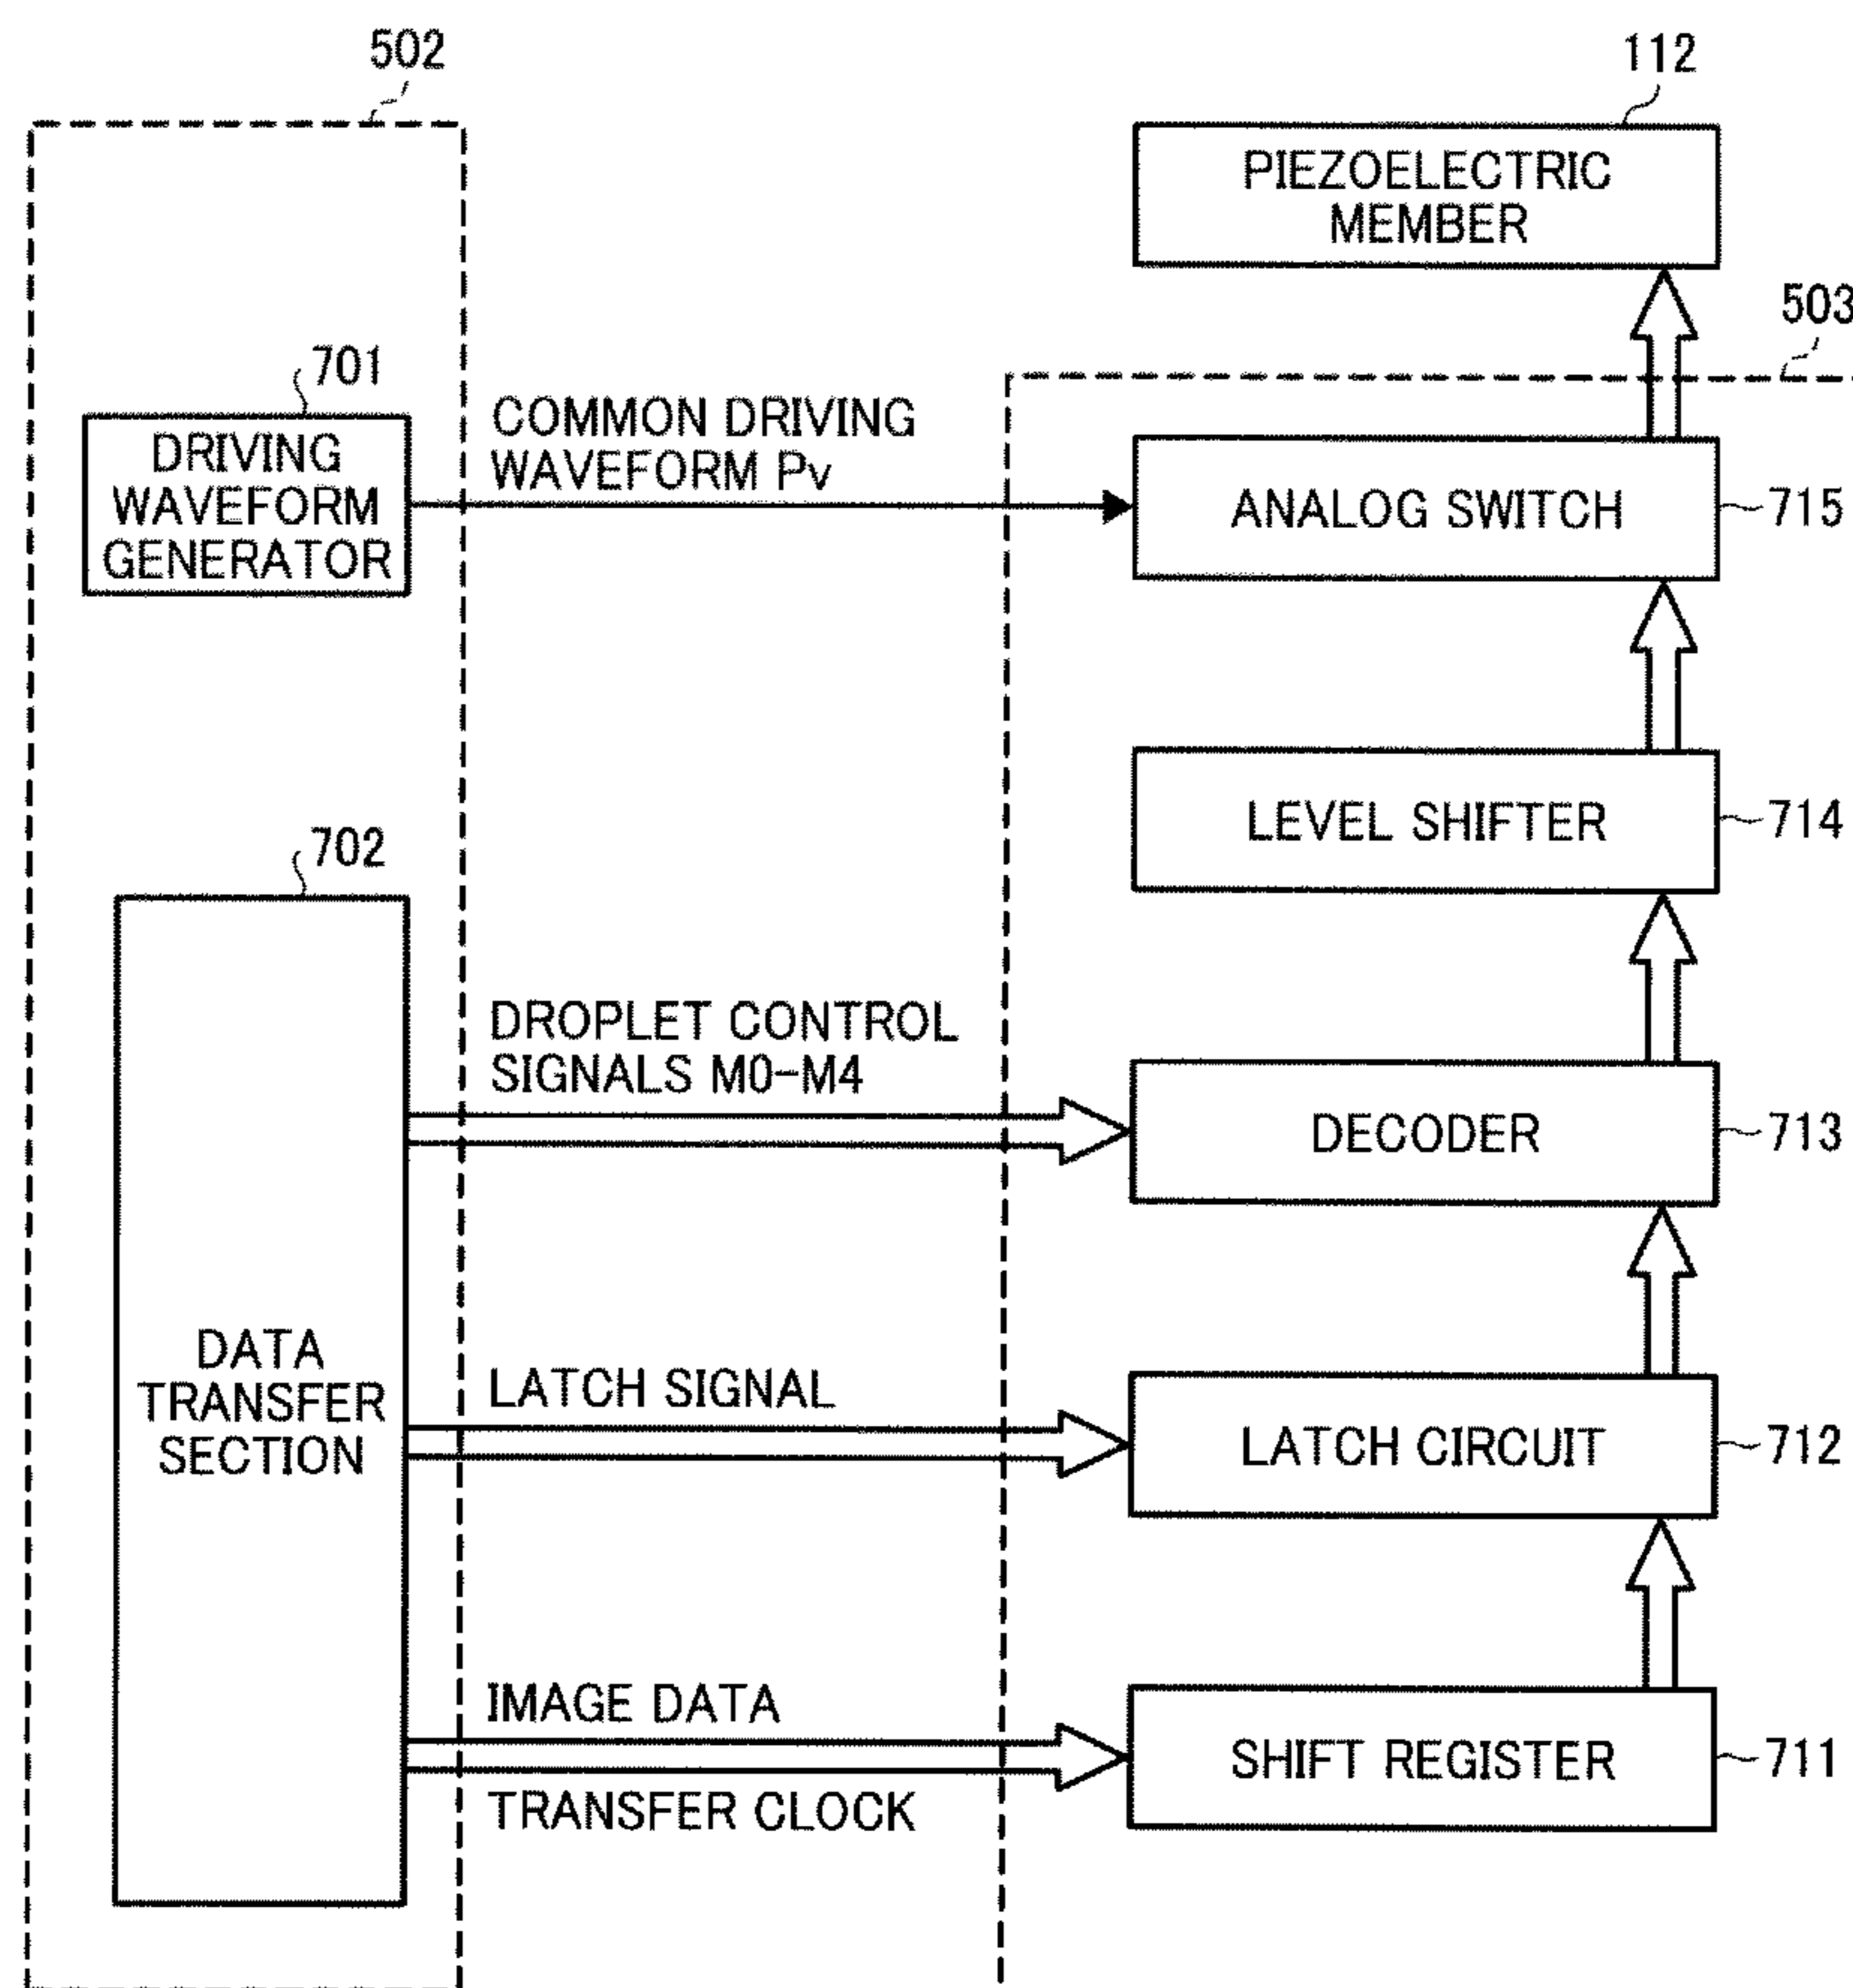 502
112
PIEZOELECTRIC
MEMBER
503
701
DRIVING
WAVEFORM
GENERATOR
COMMON DRIVING
WAVEFORM Pv
ANALOG SWITCH
715
LEVEL SHIFTER
714
702
DATA
TRANSFER
SECTION
DROPLET CONTROL
SIGNALS M0-M4
DECODER
713
LATCH SIGNAL
LATCH CIRCUIT
712
IMAGE DATA
TRANSFER CLOCK
SHIFT REGISTER
711